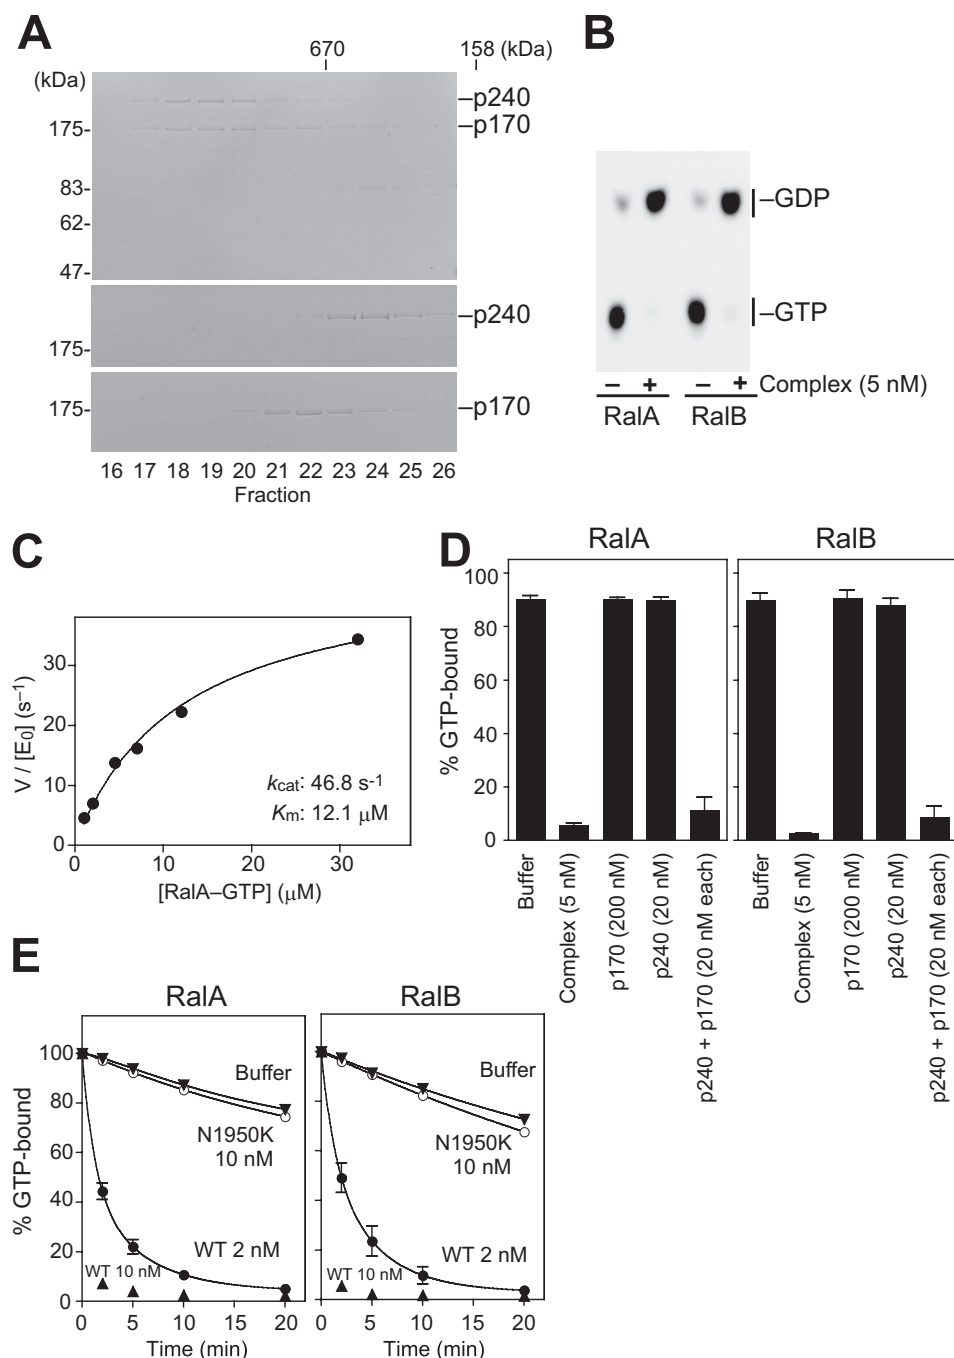 A
670
158 (kDa)
(kDa)
–p240
175-
–p170
83-
62-
47-
–p240
175-
175-
–p170
16 17 18 19 20 21 22 23 24 25 26
Fraction
B
–GDP
–GTP
– + – + Complex (5 nM)
RalA RalB
C
V / [E0] (s–1)
30
20
10
0
kcat: 46.8 s-1
Km: 12.1 μM
0 10 20 30
[RalA–GTP] (μM)
D
RalA RalB
% GTP-bound
100
80
60
40
20
0
Buffer
Complex (5 nM)
p170 (200 nM)
p240 (20 nM)
p240 + p170 (20 nM each)
Buffer
Complex (5 nM)
p170 (200 nM)
p240 (20 nM)
p240 + p170 (20 nM each)
E
RalA RalB
% GTP-bound
100
80
60
40
20
0
Buffer
N1950K
10 nM
WT 2 nM
WT 10 nM
0 5 10 15 20
Time (min)
Buffer
N1950K
10 nM
WT 2 nM
WT 10 nM
0 5 10 15 20
Time (min)